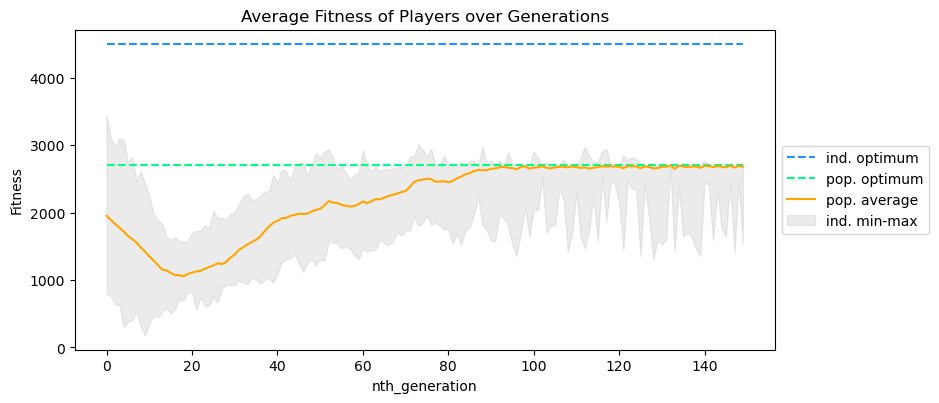 Average Fitness of Players over Generations
Fitness
4000
3000
2000
1000
0
0 20 40 60 80 100 120 140
nth_generation
ind. optimum
pop. optimum
pop. average
ind. min-max